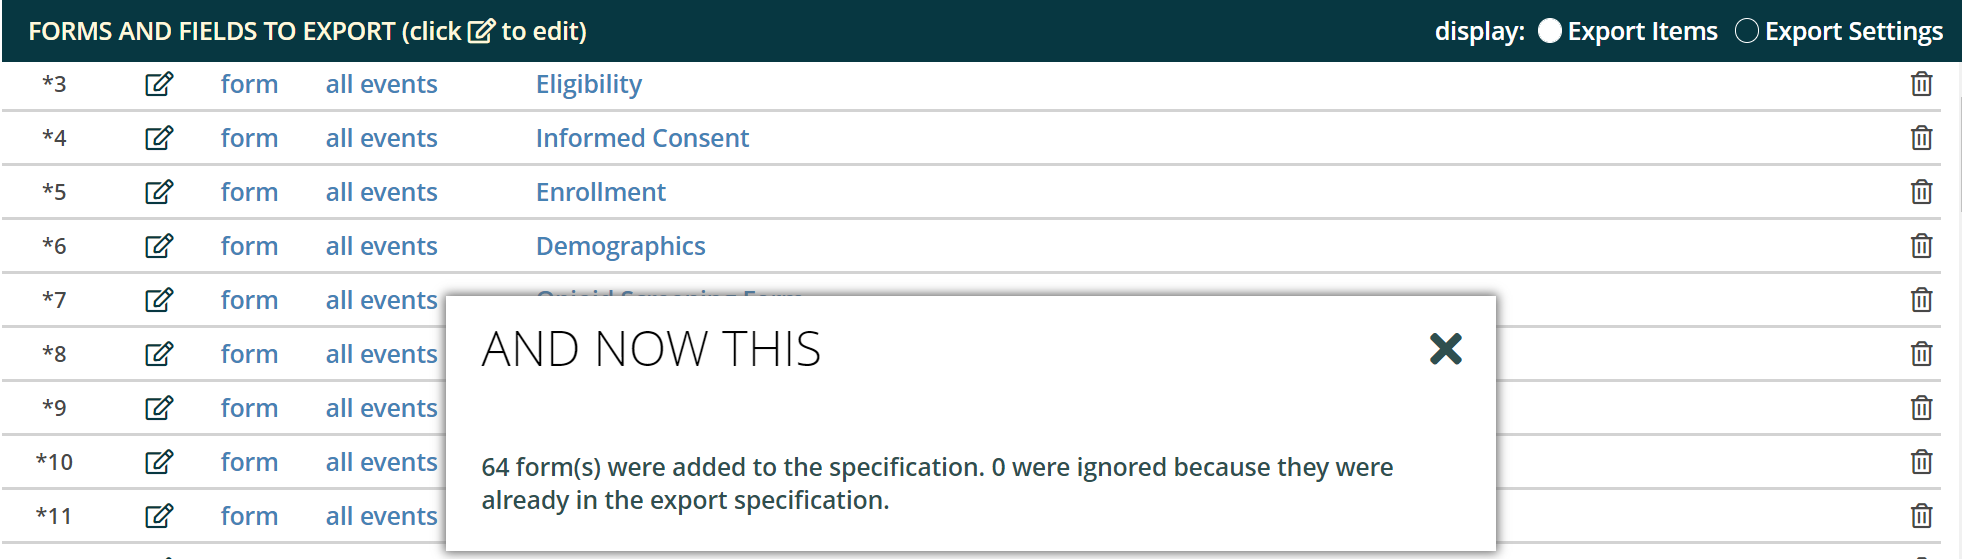 FORMS AND FIELDS TO EXPORT (click to edit) display: Export Items Export Settings
*3 form all events Eligibility
*4 form all events Informed Consent
*5 form all events Enrollment
*6 form all events Demographics
*7 form all events
*8 form all events
*9 form all events
*10 form all events
*11 form all events
AND NOW THIS
64 form(s) were added to the specification. 0 were ignored because they were
already in the export specification.